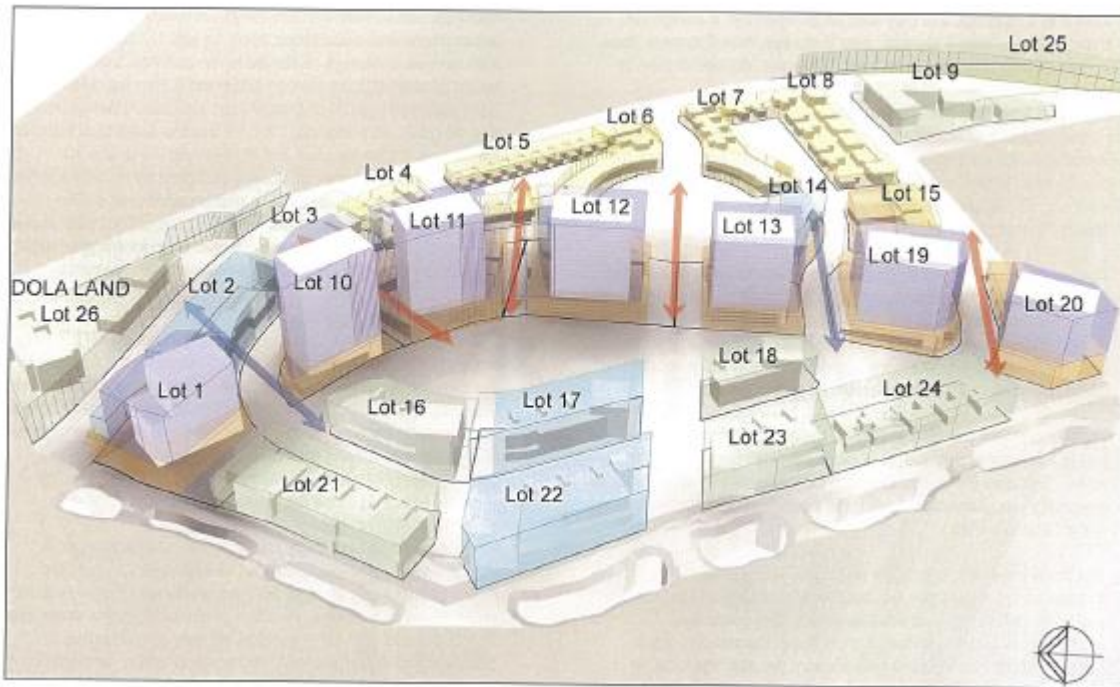 Lot 25
Lot 9
Lot 8
Lot 7
Lot 6
Lot 5
Lot 4
Lot 3
Lot 11
Lot 12
Lot 13
Lot 14
Lot 15
Lot 19
Lot 20
Lot 10
Lot 2
DOLA LAND
Lot 26
Lot 1
Lot 16
Lot 17
Lot 18
Lot 24
Lot 23
Lot 21
Lot 22